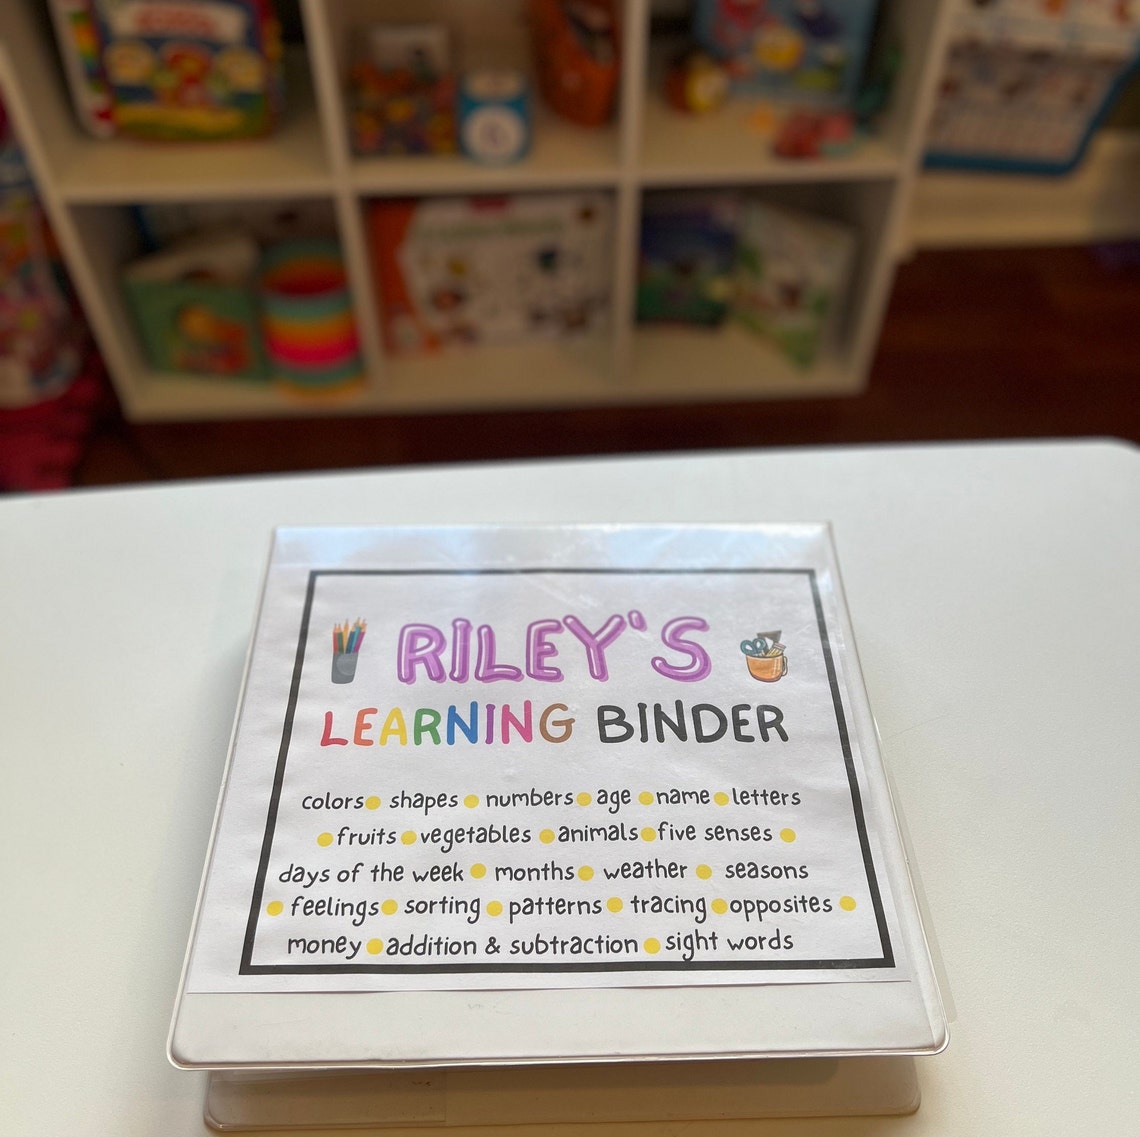 RILEY'S
LEARNING BINDER
colors● shapes ● numbers● age ●name●letters
●fruits●vegetables ●animals●five senses ●
days of the week ● months● weather ● seasons
● feelings● sorting ● patterns● tracing●opposites ●
money ●addition & subtraction ●sight words